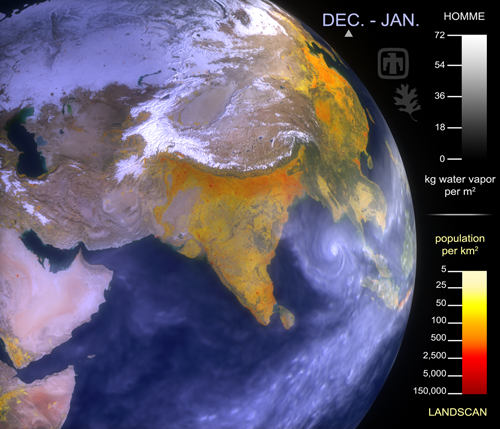 DEC. - JAN.
HOMME
72
54
36
18
0
kg water vapor
per m²
population
per km²
5
25
50
100
500
2,500
5,000
150,000
LANDSCAN